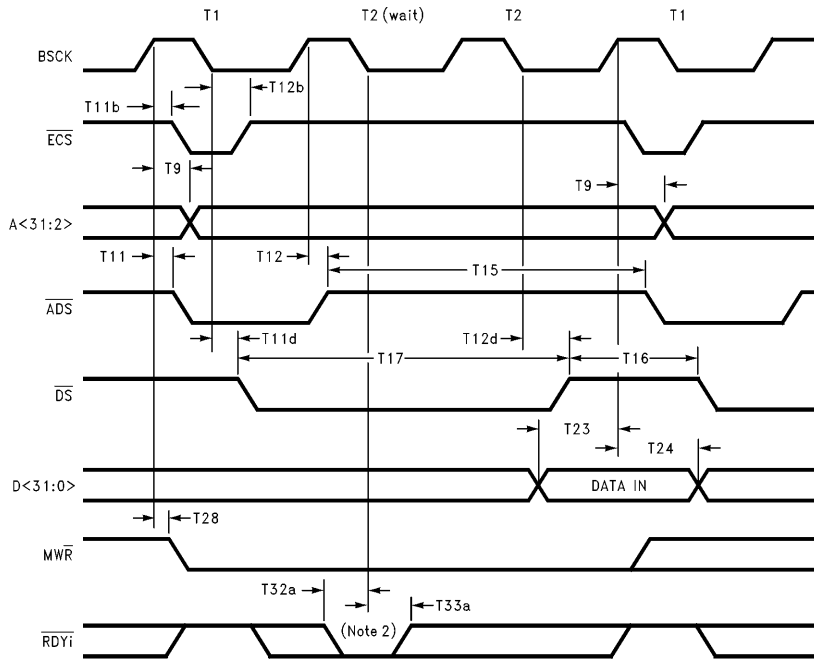 T1 T2 (wait) T2 T1
BSCK
T12b
T11b
ECS
T9 T9
A<31:2>
T11 T12 T15
ADS
T11d T17 T12d T16
DS
T23
T24
D<31:0> DATA IN
T28
MWR
T32a T33a
(Note 2)
RDYi